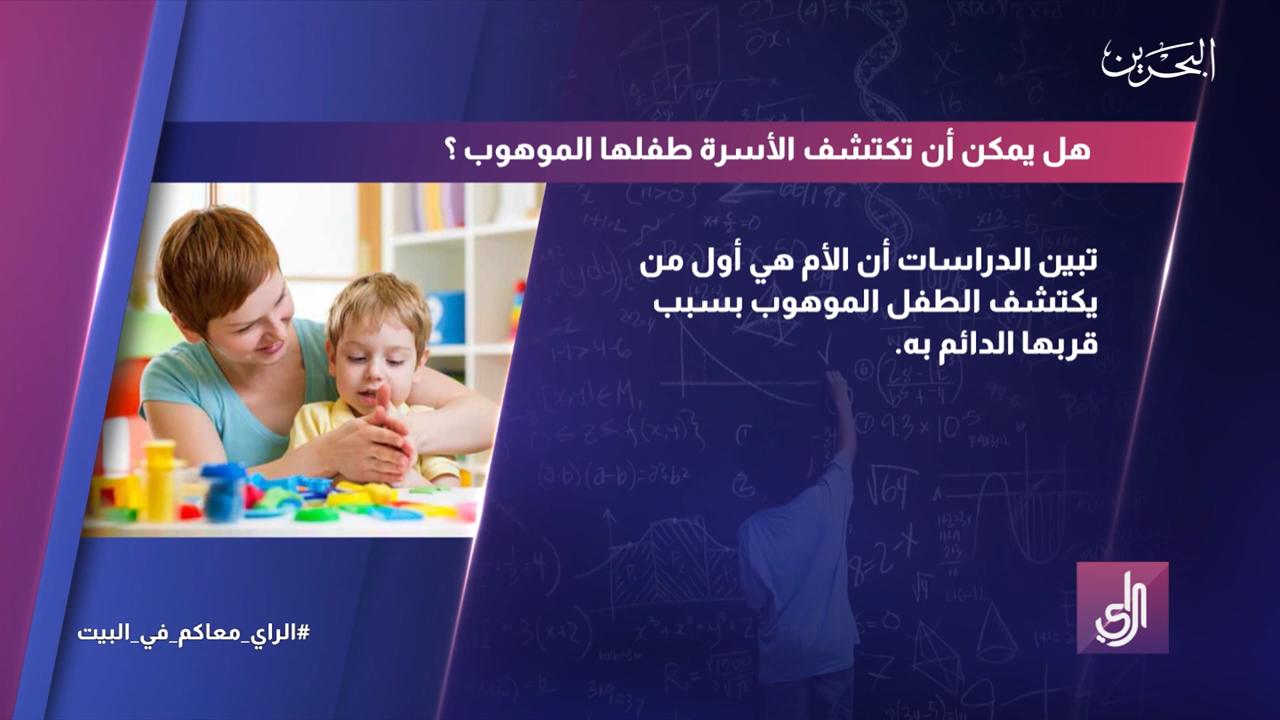 البحرين
هل يمكن أن تكتشف الأسرة طفلها الموهوب ؟
تبين الدراسات أن الأم هي أول من
يكتشف الطفل الموهوب بسبب
قربها الدائم به.
#الراي_معاكم_في_البيت
الراي